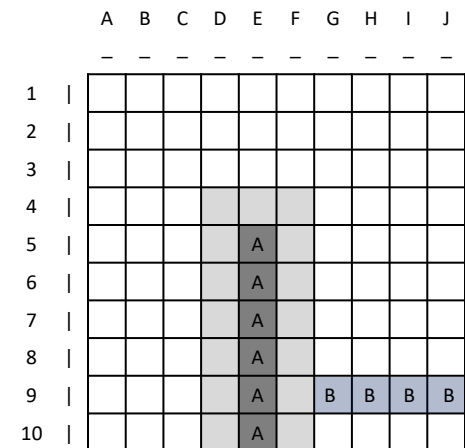 A B C D E F G H I J
_ _ _ _ _ _ _ _ _ _
1 |
2 |
3 |
4 |
5 | A
6 | A
7 | A
8 | A
9 | A B B B B
10 | A